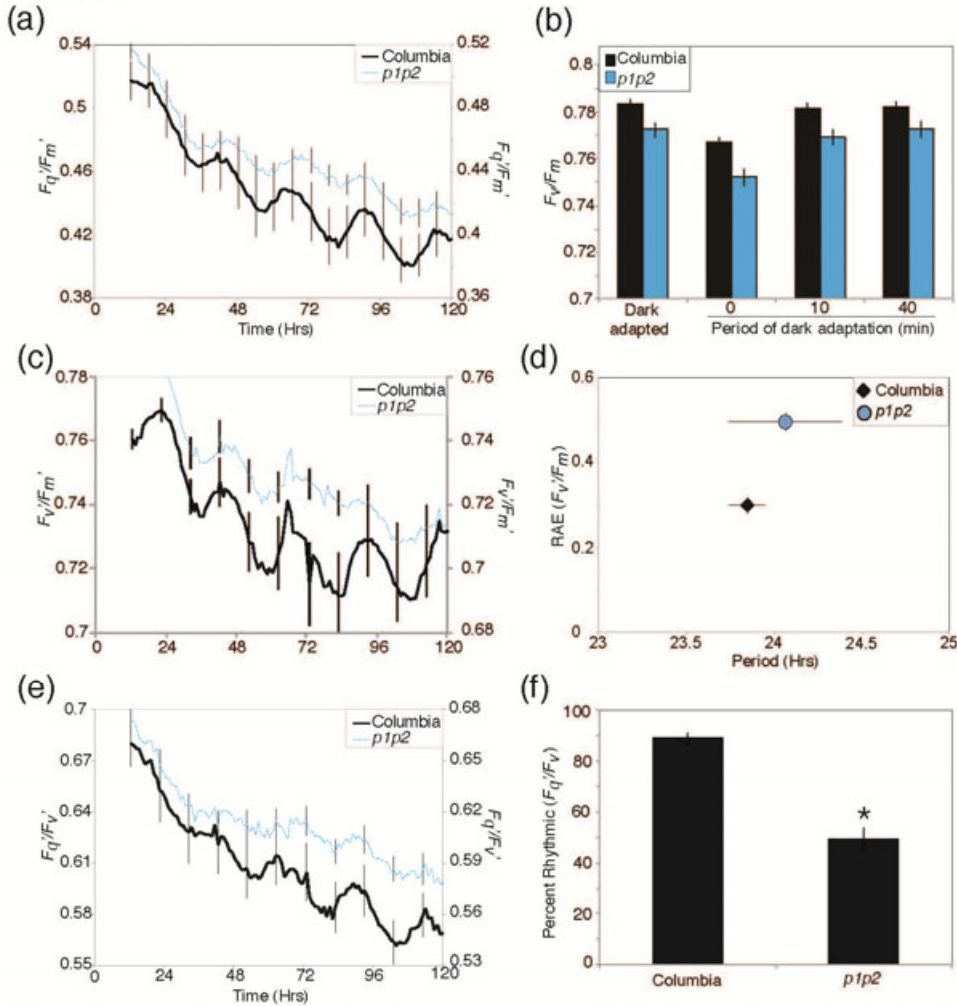 (a)
0.54
0.5
0.46
0.42
0.38
Fq'/Fm'
0.52
0.48
0.44
0.4
0.36
Fq'/Fm'
Columbia
p1p2
0 24 48 72 96 120
Time (Hrs)
(b)
0.8
0.78
0.76
0.74
0.72
0.7
Fv/Fm
Columbia
p1p2
Dark adapted
0 10 40
Period of dark adaptation (min)
(c)
0.78
0.76
0.74
0.72
0.7
Fv'/Fm'
0.76
0.74
0.72
0.7
0.68
Fv'/Fm'
Columbia
p1p2
0 24 48 72 96 120
Time (Hrs)
(d)
0.6
0.4
0.2
0
RAE (Fv'/Fm)
Columbia
p1p2
23 23.5 24 24.5 25
Period (Hrs)
(e)
0.7
0.67
0.64
0.61
0.58
0.55
Fq'/Fv'
0.68
0.65
0.62
0.59
0.56
0.53
Fq'/Fv'
Columbia
p1p2
0 24 48 72 96 120
Time (Hrs)
(f)
100
80
60
40
20
0
Percent Rhythmic (Fq'/Fv)
*
Columbia p1p2